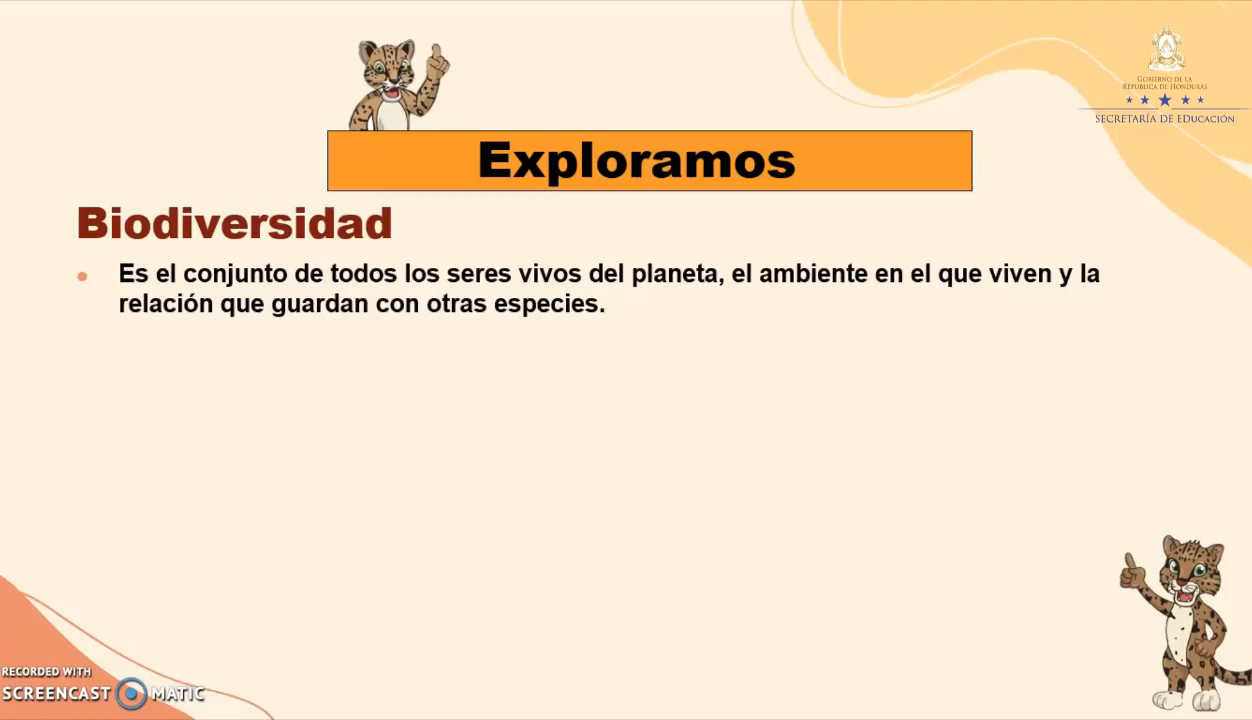 GOBIERNO DE LA
REPÚBLICA DE HONDURAS
SECRETARÍA DE EDUCACIÓN
Exploramos
Biodiversidad
Es el conjunto de todos los seres vivos del planeta, el ambiente en el que viven y la
relación que guardan con otras especies.
RECORDED WITH
SCREENCAST MATIC